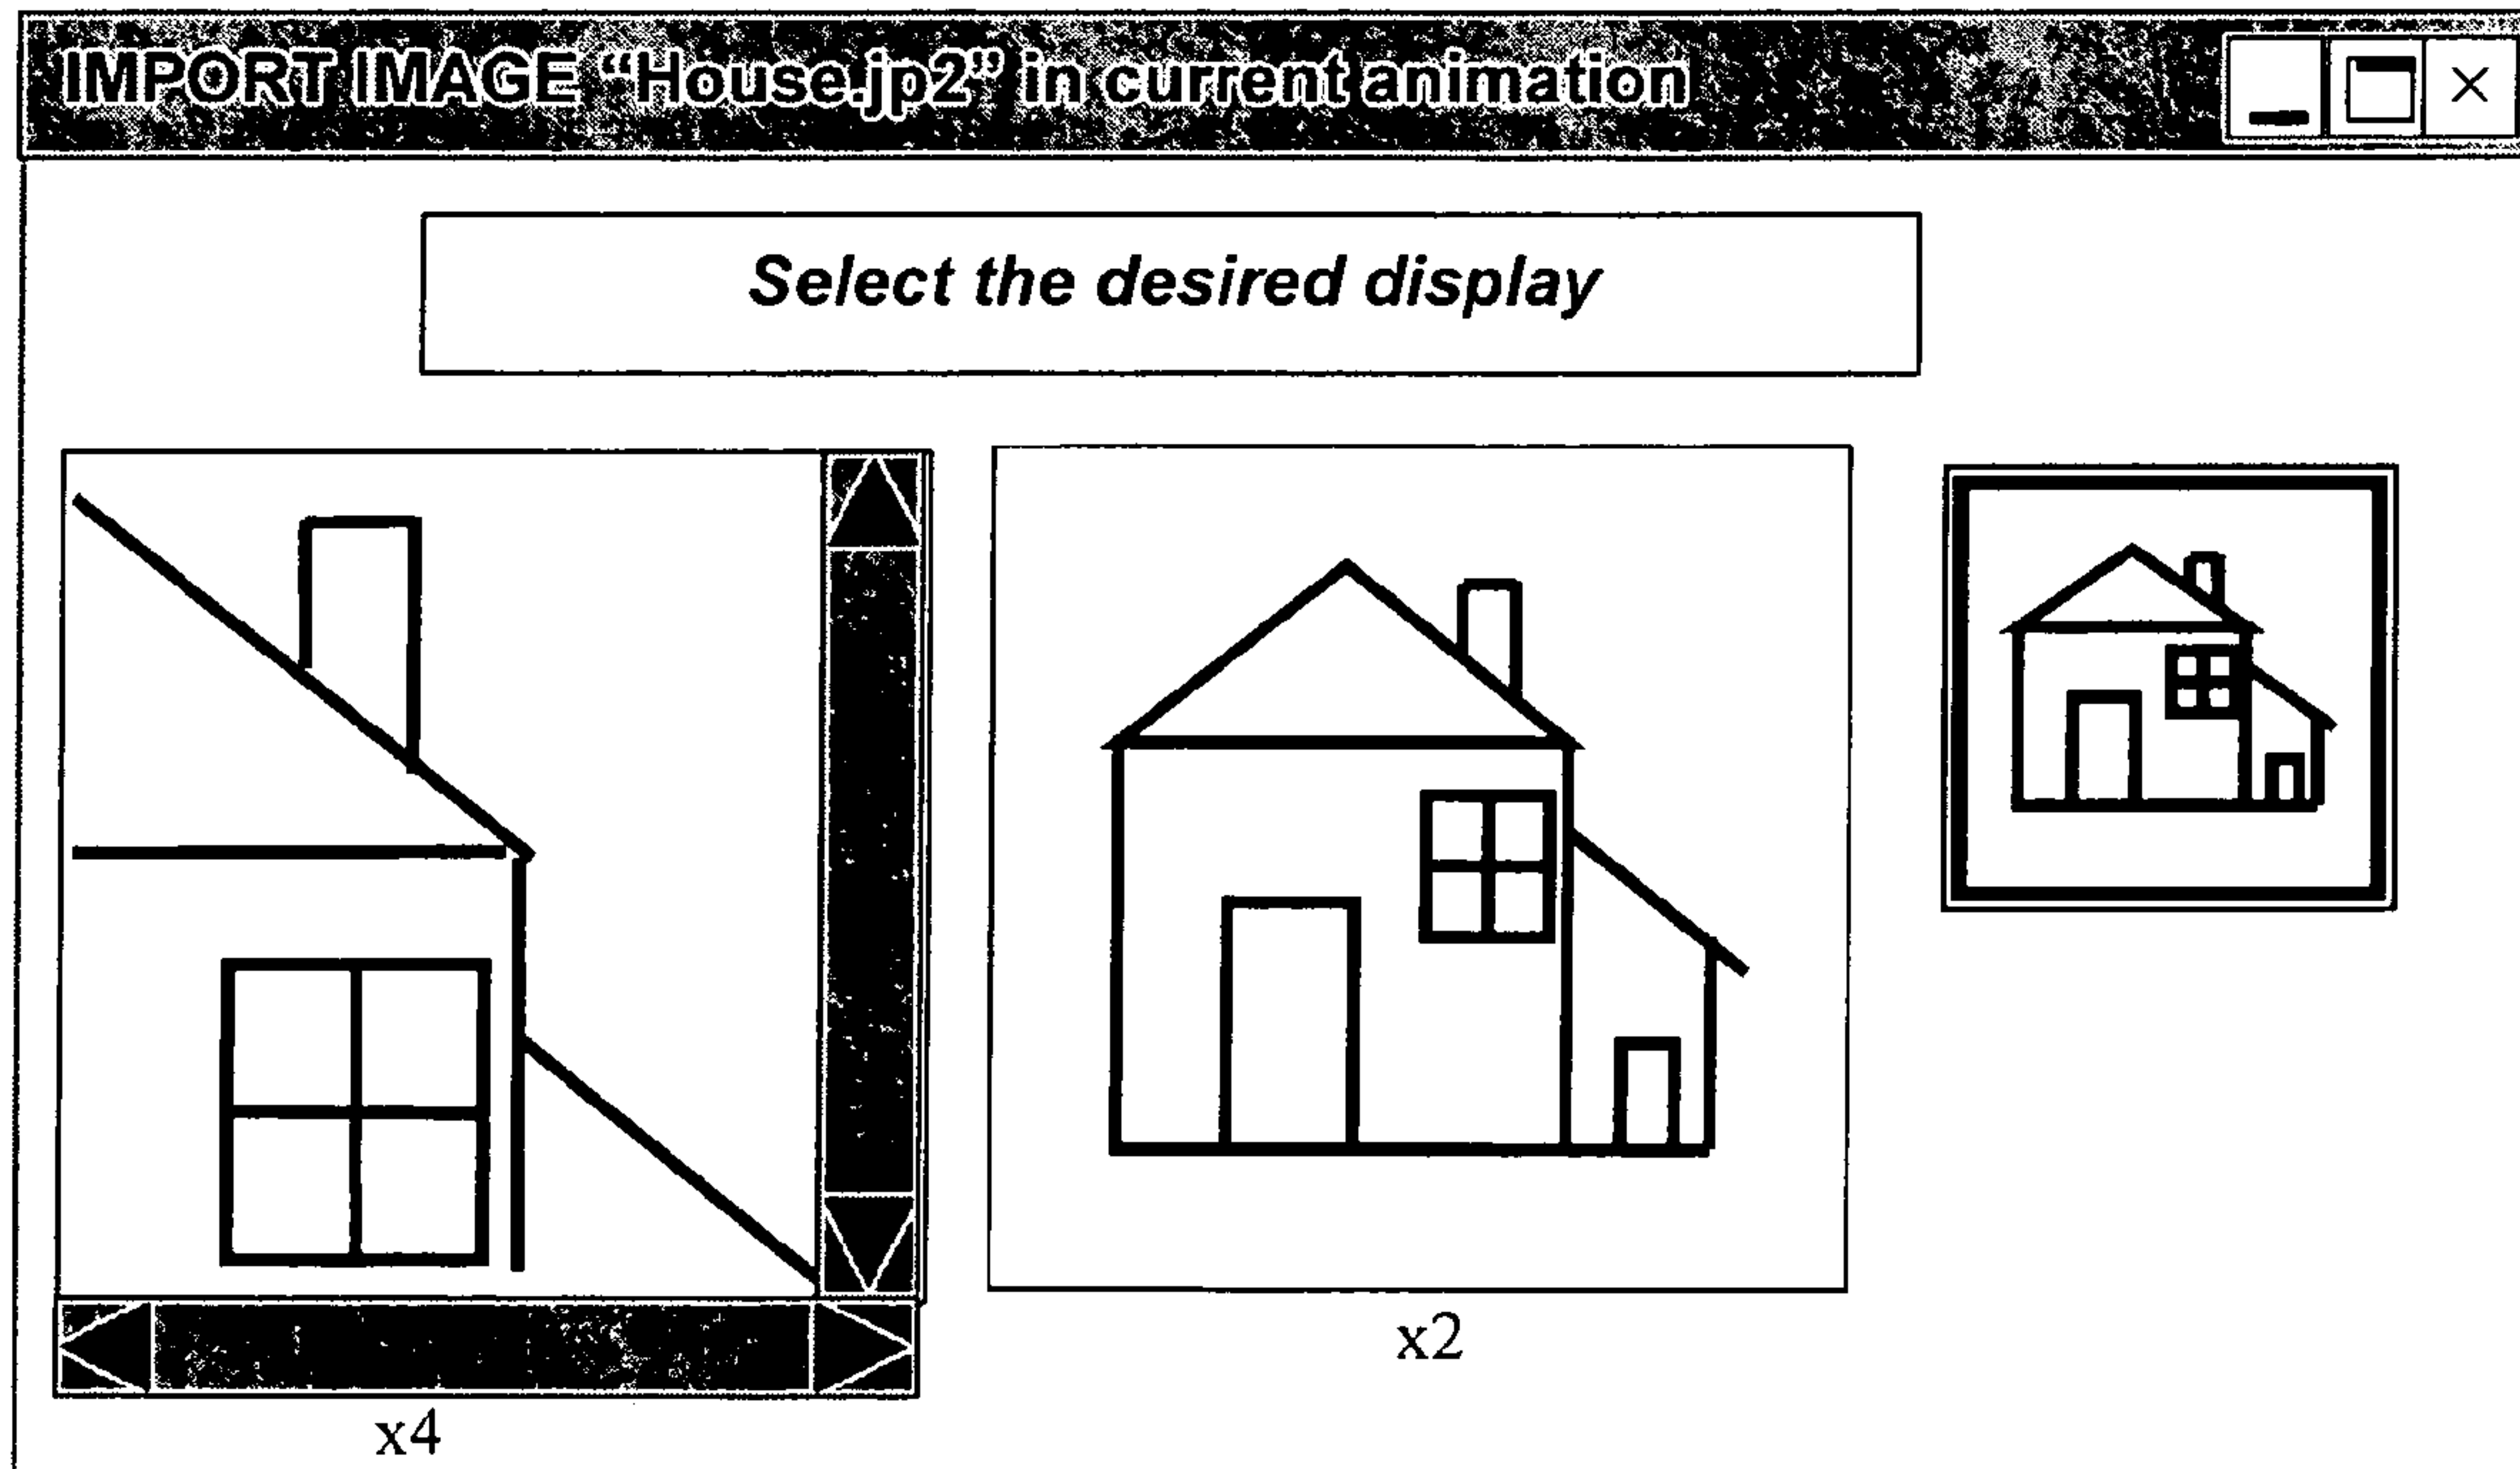 IMPORT IMAGE “House.jp2” in current animation
Select the desired display
x2
x4